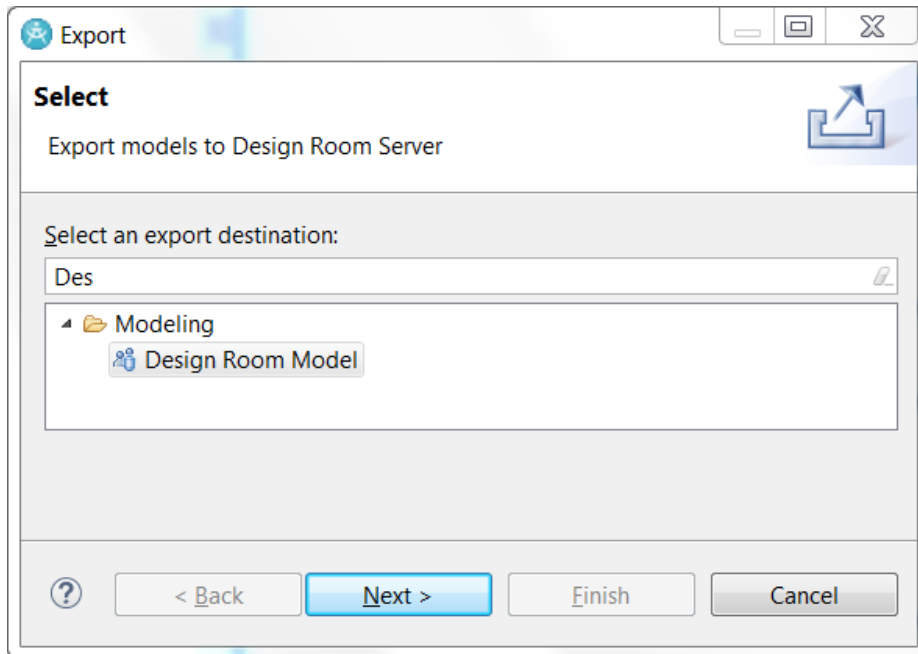 Export
Select
Export models to Design Room Server
Select an export destination:
Des
Modeling
Design Room Model
? < Back Next > Finish Cancel